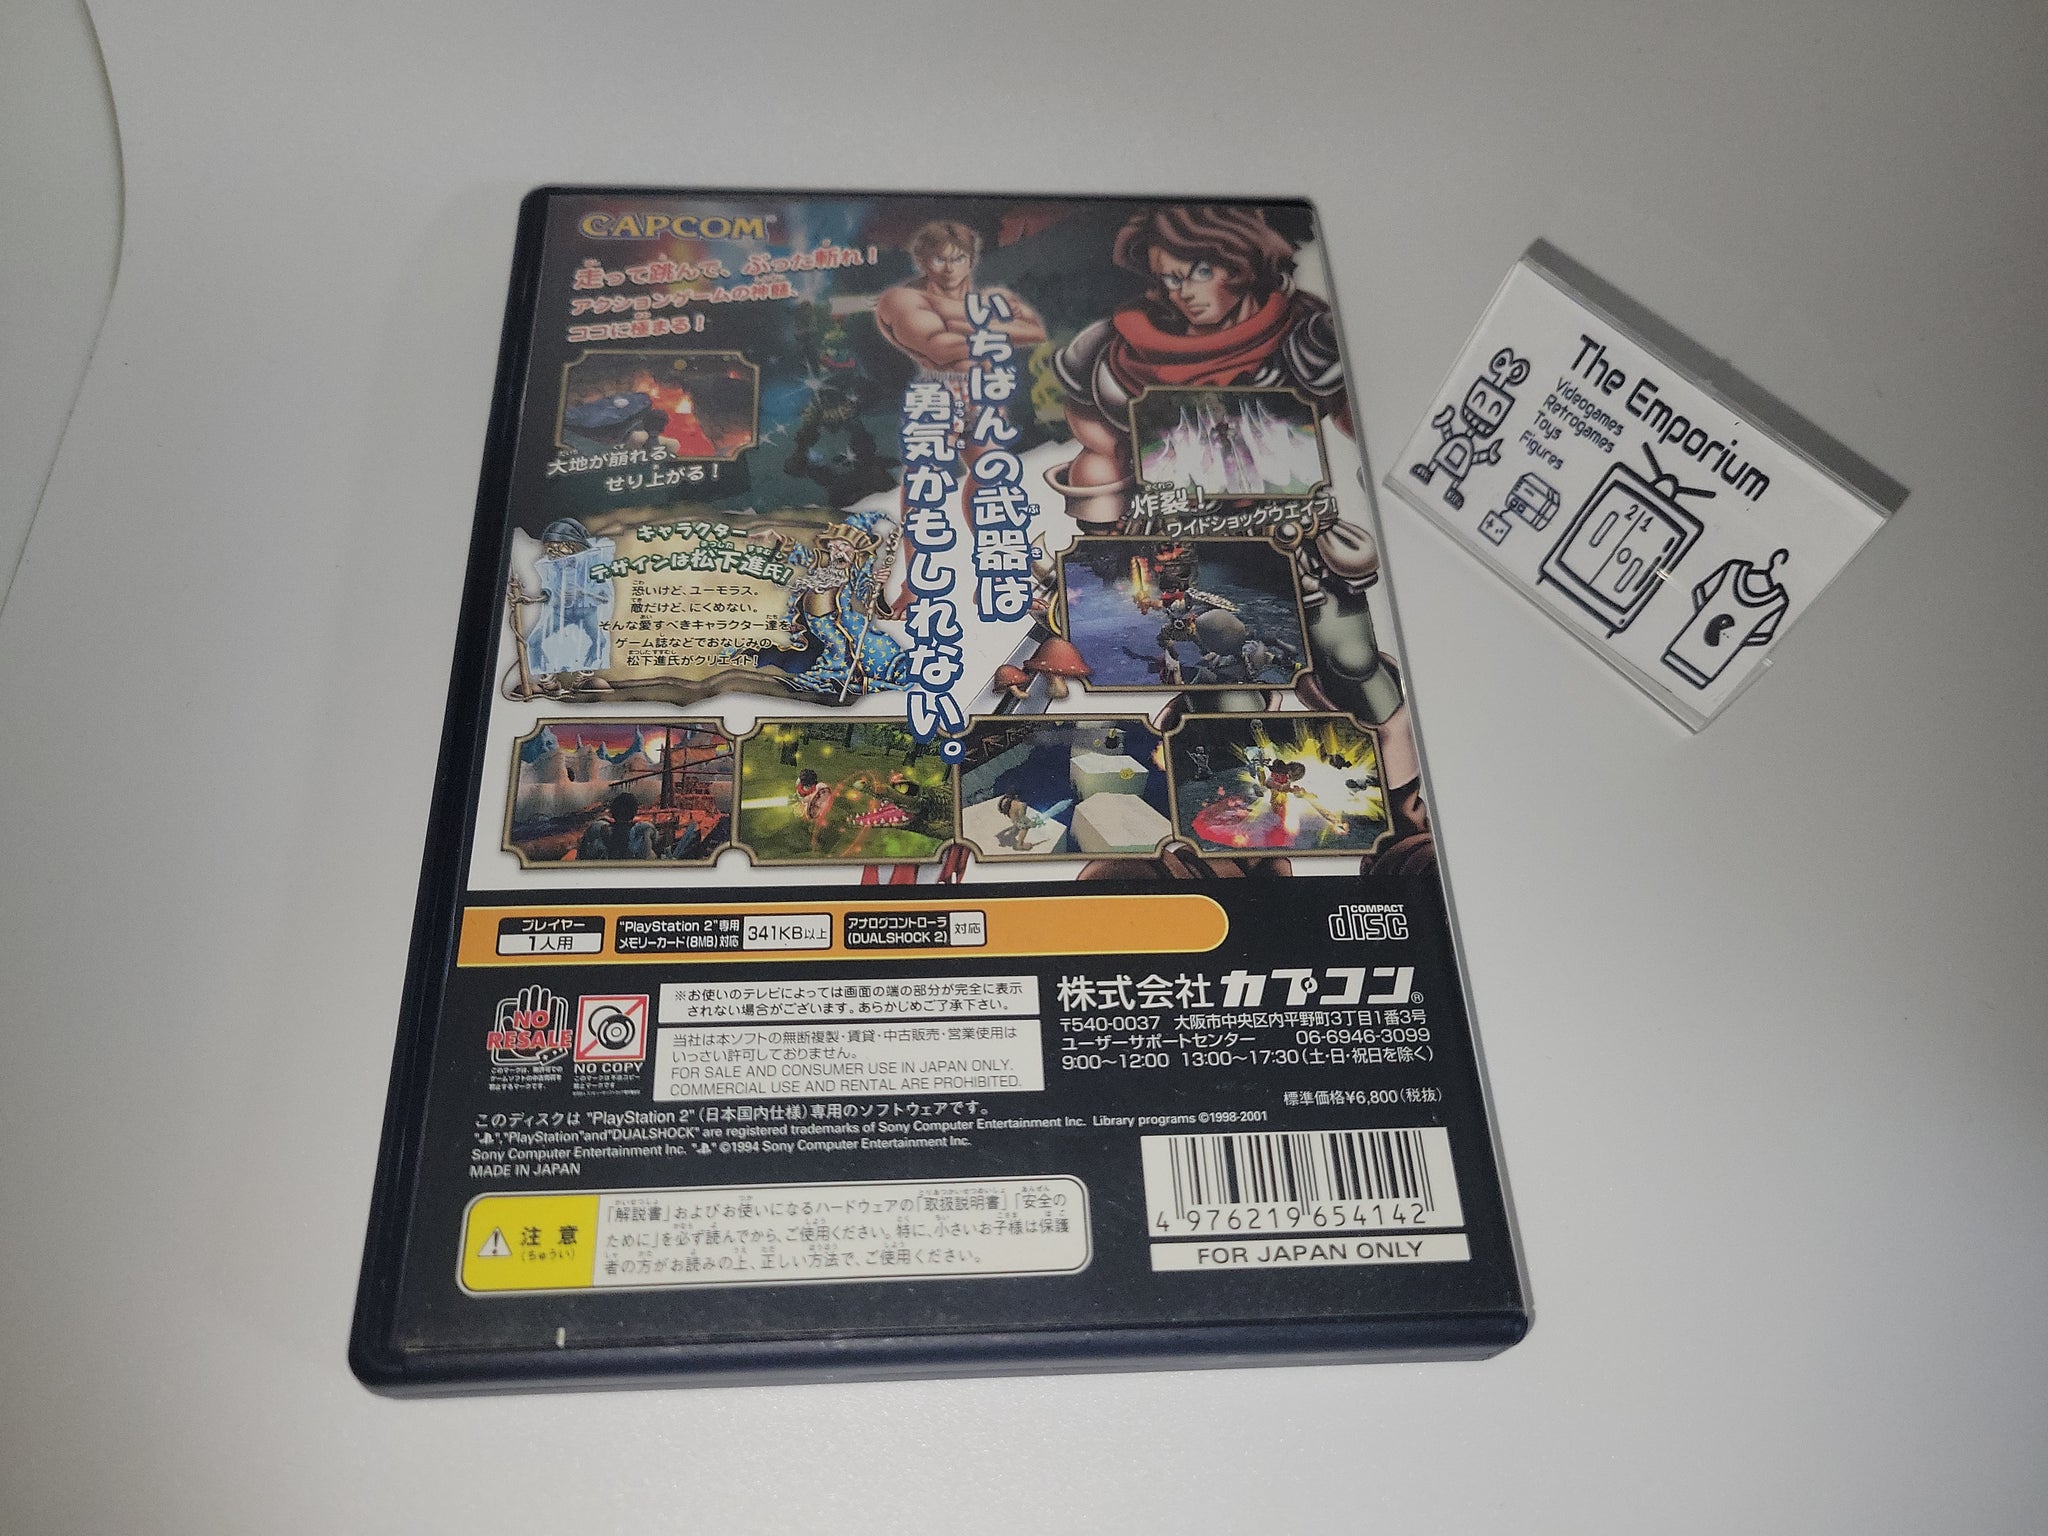 CAPCOM
走って跳んで、ぶった斬れ！
アクションゲームの神髄、
ココに極まる！
いちばんの武器は
勇気かもしれない。
大地が崩れる、
せり上がる！
炸裂！
ワイドショックウエイブ！
キャラクター
デザインは松下進氏！
恐いけど、ユーモラス。
敵だけど、にくめない。
そんな愛すべきキャラクター達を
ゲーム誌などでおなじみの
松下進氏がクリエイト！
プレイヤー
1人用
"PlayStation 2"専用
メモリーカード(8MB)対応
341KB以上
アナログコントローラ
(DUALSHOCK 2)
対応
COMPACT
disc
NO
RESALE
NO COPY
※お使いのテレビによっては画面の端の部分が完全に表示
されない場合がございます。あらかじめご了承下さい。
当社は本ソフトの無断複製・賃貸・中古販売・営業使用は
いっさい許可しておりません。
FOR SALE AND CONSUMER USE IN JAPAN ONLY.
COMMERCIAL USE AND RENTAL ARE PROHIBITED.
株式会社カプコン®
〒540-0037 大阪市中央区内平野町3丁目1番3号
ユーザーサポートセンター 06-6946-3099
9:00～12:00 13:00～17:30(土・日・祝日を除く)
標準価格¥6,800(税抜)
このディスクは "PlayStation 2"(日本国内仕様)専用のソフトウェアです。
"PlayStation"and"DUALSHOCK" are registered trademarks of Sony Computer Entertainment Inc. Library programs ©1998-2001
Sony Computer Entertainment Inc. ©1994 Sony Computer Entertainment Inc.
MADE IN JAPAN
注意
(ちゅうい)
「解説書」およびお使いになるハードウェアの「取扱説明書」「安全の
ために」を必ず読んでから、ご使用ください。特に、小さいお子様は保護
者の方がお読みの上、正しい方法で、ご使用ください。
4 976219 654142
FOR JAPAN ONLY
The Emporium
Videogames
Retrogames
Toys
Figures
21